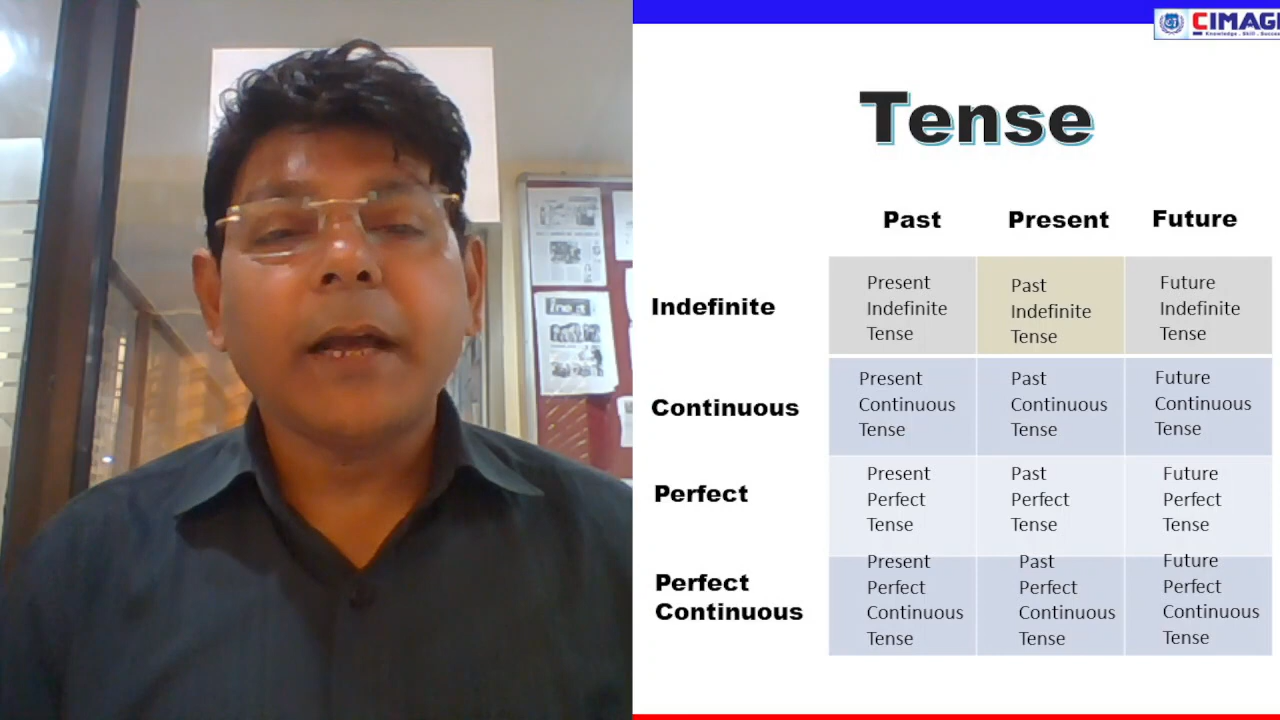 CIMAGE
Knowledge . Skill . Success
Tense
Past Present Future
Indefinite
Present Indefinite Tense
Past Indefinite Tense
Future Indefinite Tense
Continuous
Present Continuous Tense
Past Continuous Tense
Future Continuous Tense
Perfect
Present Perfect Tense
Past Perfect Tense
Future Perfect Tense
Perfect Continuous
Present Perfect Continuous Tense
Past Perfect Continuous Tense
Future Perfect Continuous Tense